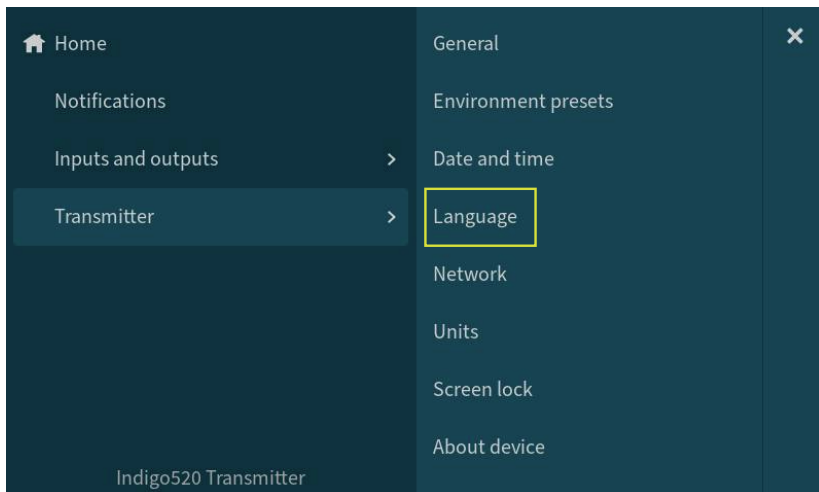 Home
Notifications
Inputs and outputs
Transmitter
Indigo520 Transmitter
General
Environment presets
Date and time
Language
Network
Units
Screen lock
About device